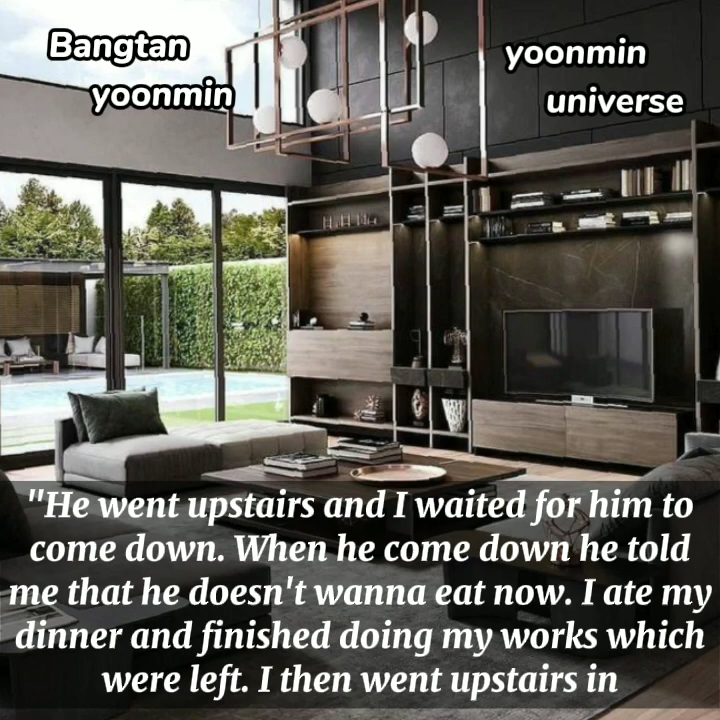 Bangtan
yoonmin
yoonmin
universe
"He went upstairs and I waited for him to
come down. When he come down he told
me that he doesn't wanna eat now. I ate my
dinner and finished doing my works which
were left. I then went upstairs in